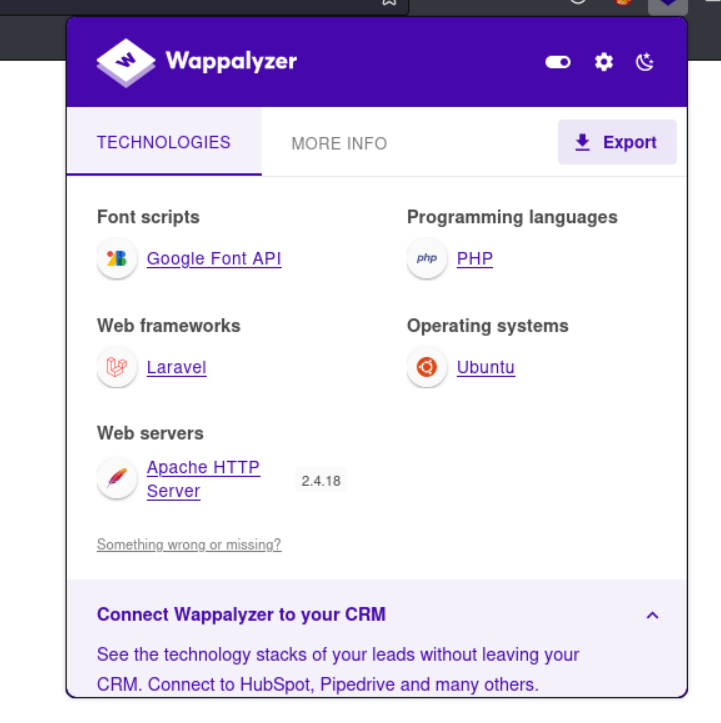 Wappalyzer
TECHNOLOGIES
MORE INFO
Export
Font scripts
Google Font API
Programming languages
php
PHP
Web frameworks
Laravel
Operating systems
Ubuntu
Web servers
Apache HTTP
Server
2.4.18
Something wrong or missing?
Connect Wappalyzer to your CRM
See the technology stacks of your leads without leaving your
CRM. Connect to HubSpot, Pipedrive and many others.